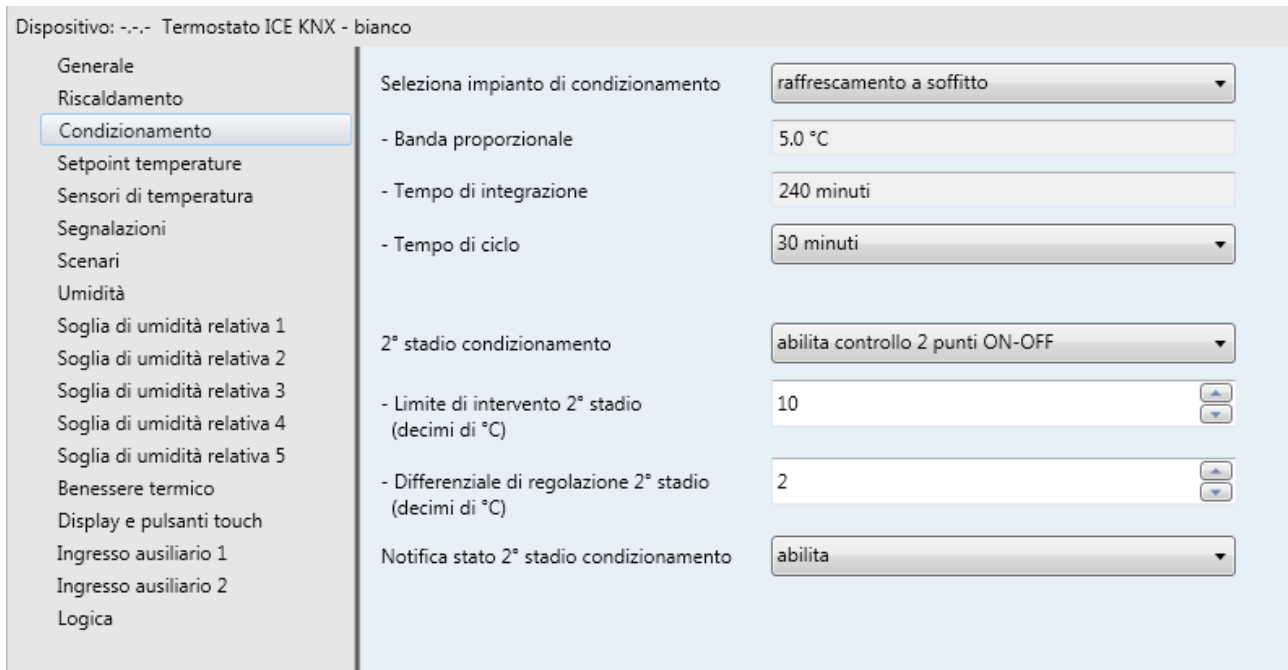 Dispositivo: -.-.- Termostato ICE KNX - bianco
Generale
Riscaldamento
Condizionamento
Setpoint temperature
Sensori di temperatura
Segnalazioni
Scenari
Umidità
Soglia di umidità relativa 1
Soglia di umidità relativa 2
Soglia di umidità relativa 3
Soglia di umidità relativa 4
Soglia di umidità relativa 5
Benessere termico
Display e pulsanti touch
Ingresso ausiliario 1
Ingresso ausiliario 2
Logica
Seleziona impianto di condizionamento raffrescamento a soffitto
- Banda proporzionale 5.0 °C
- Tempo di integrazione 240 minuti
- Tempo di ciclo 30 minuti
2° stadio condizionamento abilita controllo 2 punti ON-OFF
- Limite di intervento 2° stadio 10
(decimi di °C)
- Differenziale di regolazione 2° stadio 2
(decimi di °C)
Notifica stato 2° stadio condizionamento abilita